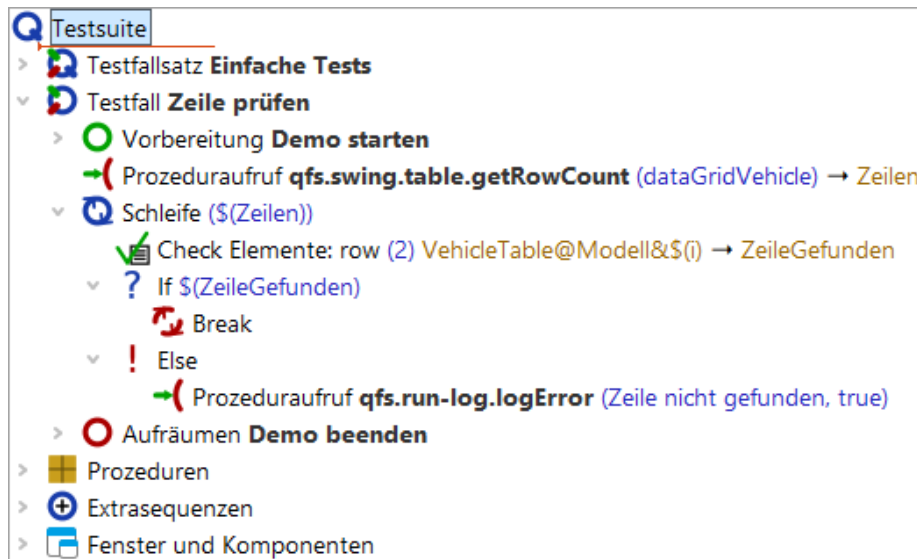 Testsuite
Testfallsatz Einfache Tests
Testfall Zeile prüfen
Vorbereitung Demo starten
Prozeduraufruf qfs.swing.table.getRowCount (dataGridVehicle) → Zeilen
Schleife ($(Zeilen))
Check Elemente: row (2) VehicleTable@Modell&$(i) → ZeileGefunden
If $(ZeileGefunden)
Break
Else
Prozeduraufruf qfs.run-log.logError (Zeile nicht gefunden, true)
Aufräumen Demo beenden
Prozeduren
Extrasequenzen
Fenster und Komponenten